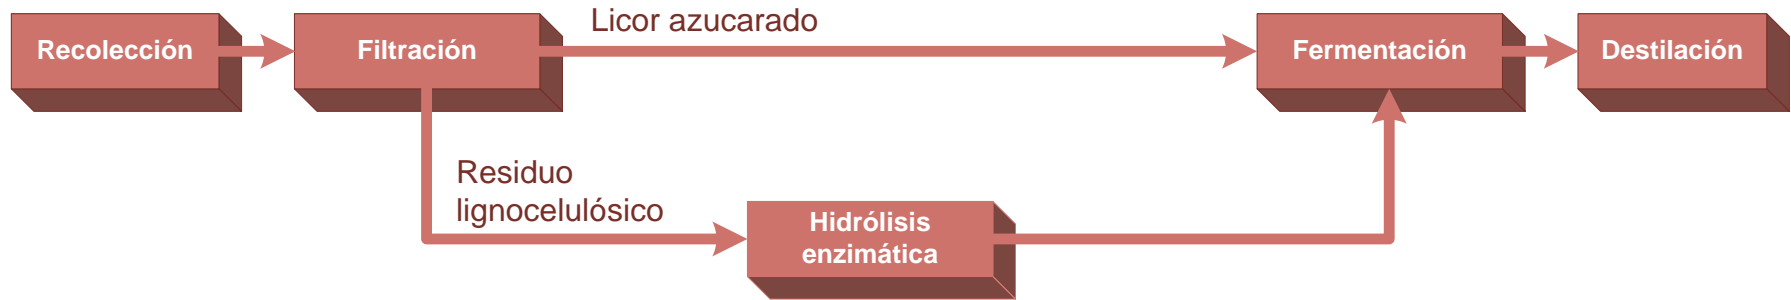 Recolección
Filtración
Licor azucarado
Fermentación
Destilación
Residuo
lignocelulósico
Hidrólisis
enzimática